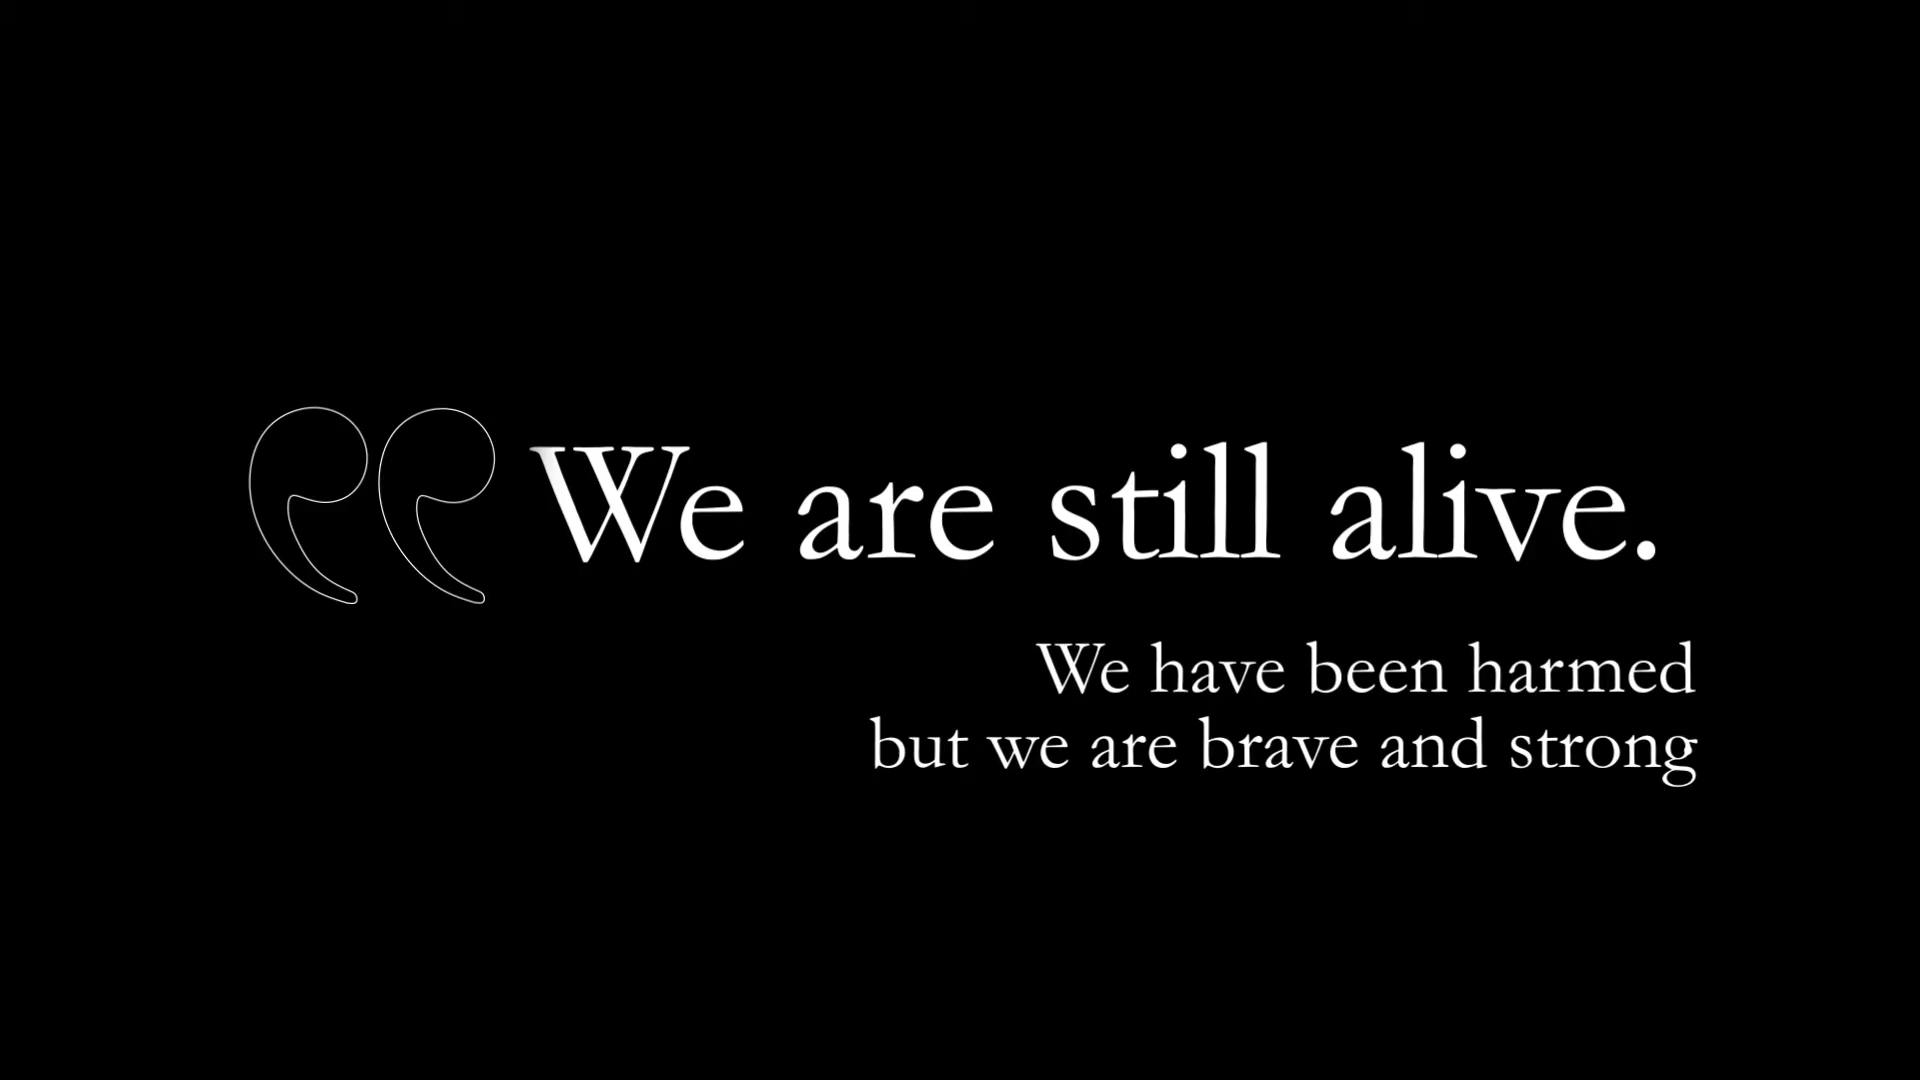 “We are still alive.
We have been harmed
but we are brave and strong